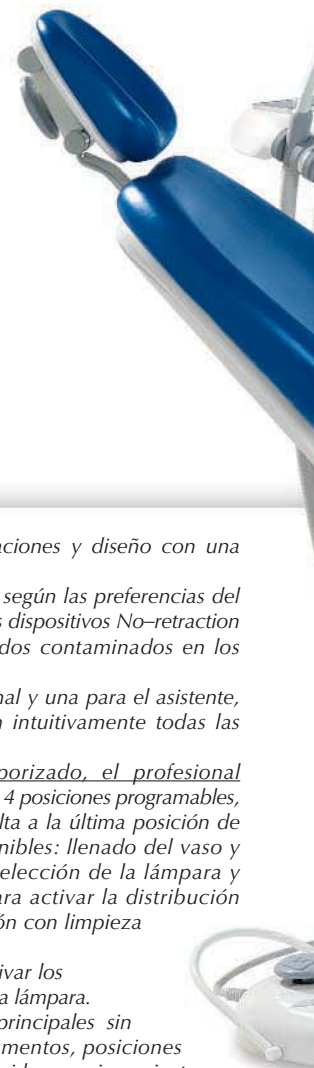 aciones y diseño con una
según las preferencias del
s dispositivos No–retraction
dos contaminados en los
nal y una para el asistente,
n intuitivamente todas las
porizado, el profesional
4 posiciones programables,
lta a la última posición de
nibles: llenado del vaso y
elección de la lámpara y
ra activar la distribución
ón con limpieza
ivar los
a lámpara.
principales sin
umentos, posiciones